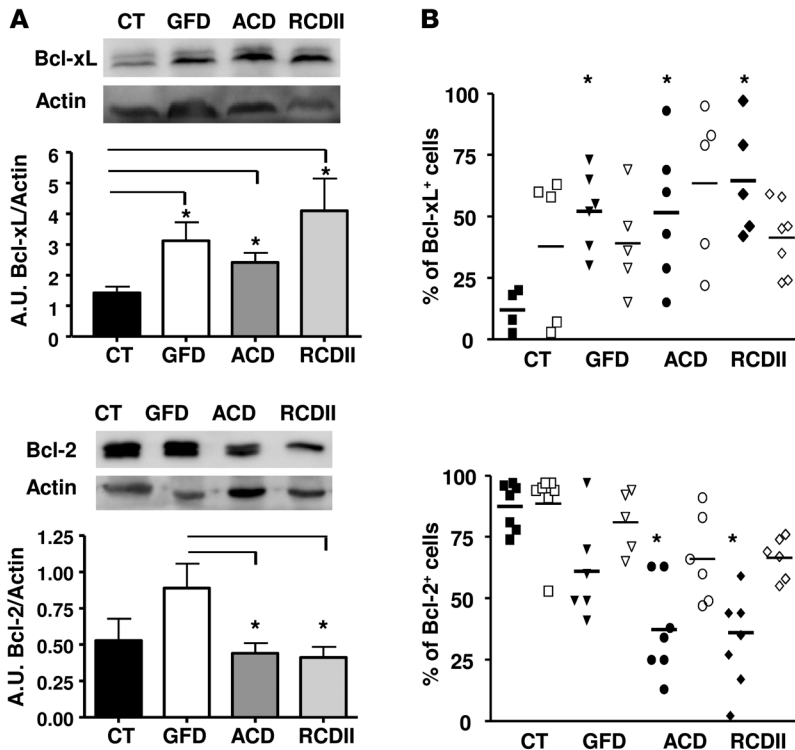 A
CT GFD ACD RCDII
Bcl-xL
Actin
A.U. Bcl-xL/Actin
6
5
4
3
2
1
0
* * *
CT GFD ACD RCDII
CT GFD ACD RCDII
Bcl-2
Actin
A.U. Bcl-2/Actin
1.25
1.00
0.75
0.50
0.25
0.00
* *
CT GFD ACD RCDII
B
% of Bcl-xL⁺ cells
100
75
50
25
0
* * *
CT GFD ACD RCDII
% of Bcl-2⁺ cells
100
75
50
25
0
* *
CT GFD ACD RCDII